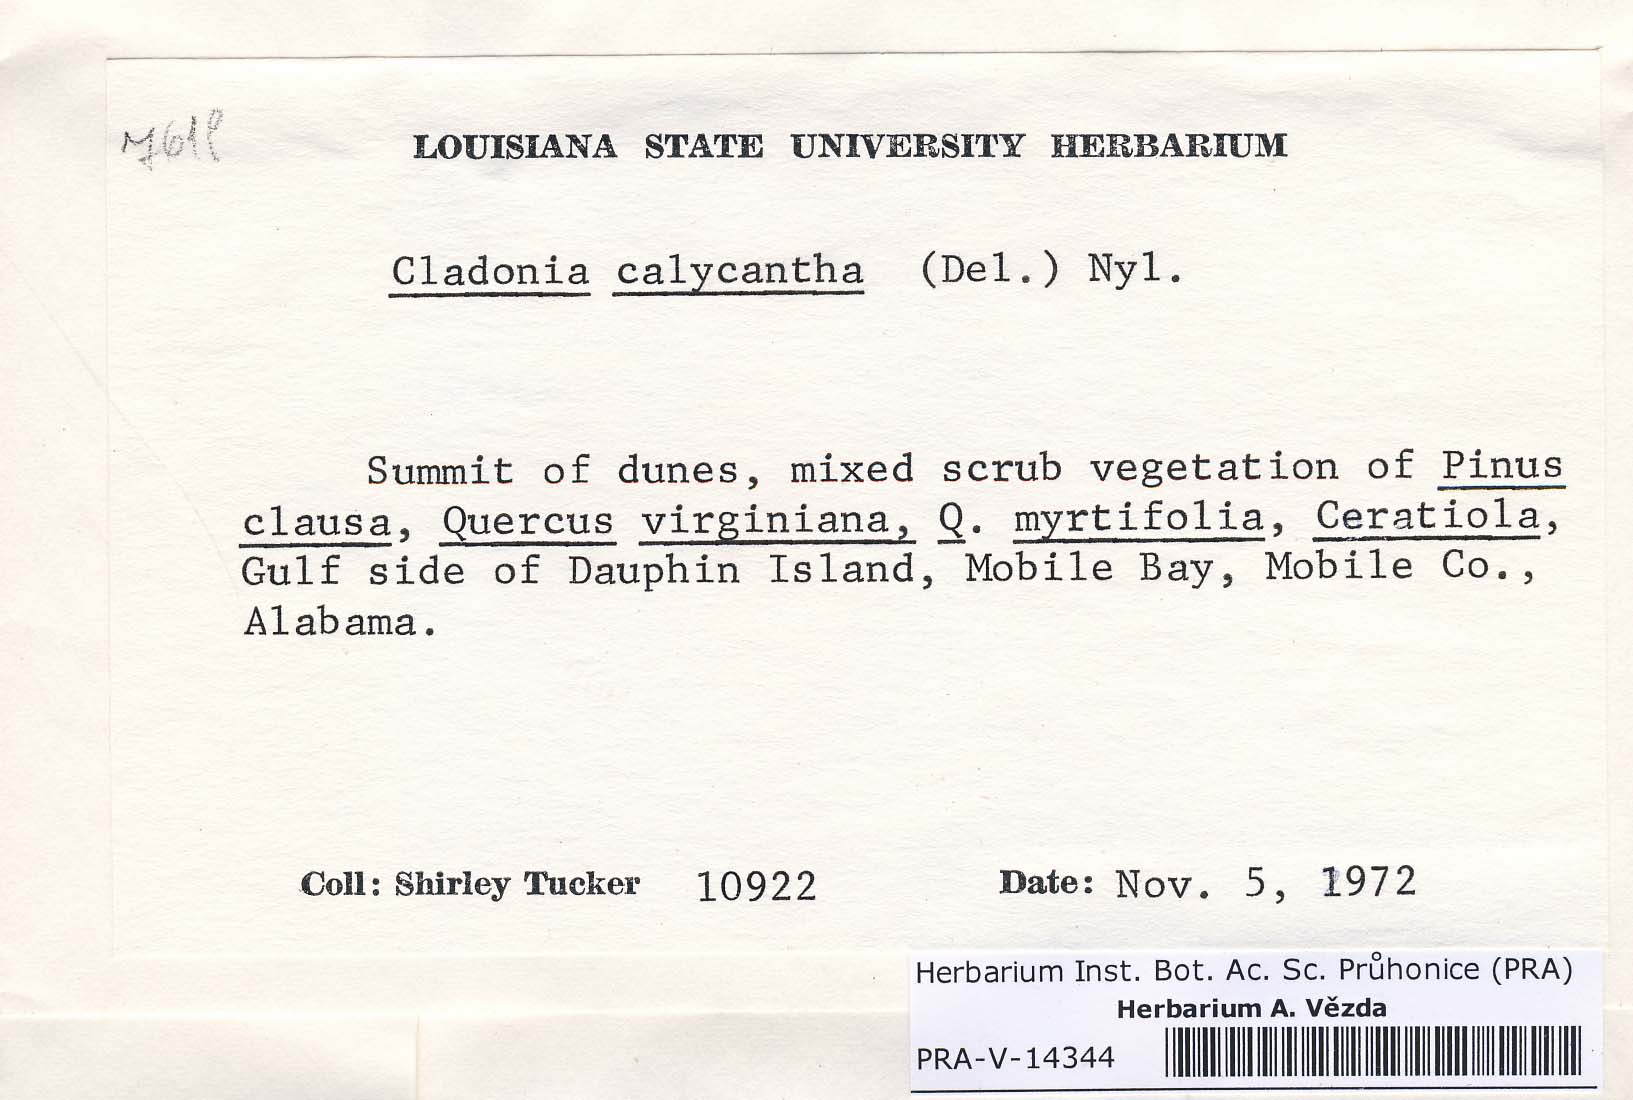 LOUISIANA STATE UNIVERSITY HERBARIUM
Cladonia calycantha (Del.) Nyl.
Summit of dunes, mixed scrub vegetation of Pinus
clausa, Quercus virginiana, Q. myrtifolia, Ceratiola,
Gulf side of Dauphin Island, Mobile Bay, Mobile Co.,
Alabama.
Coll: Shirley Tucker 10922 Date: Nov. 5, 1972
Herbarium Inst. Bot. Ac. Sc. Průhonice (PRA)
Herbarium A. Vězda
PRA-V-14344